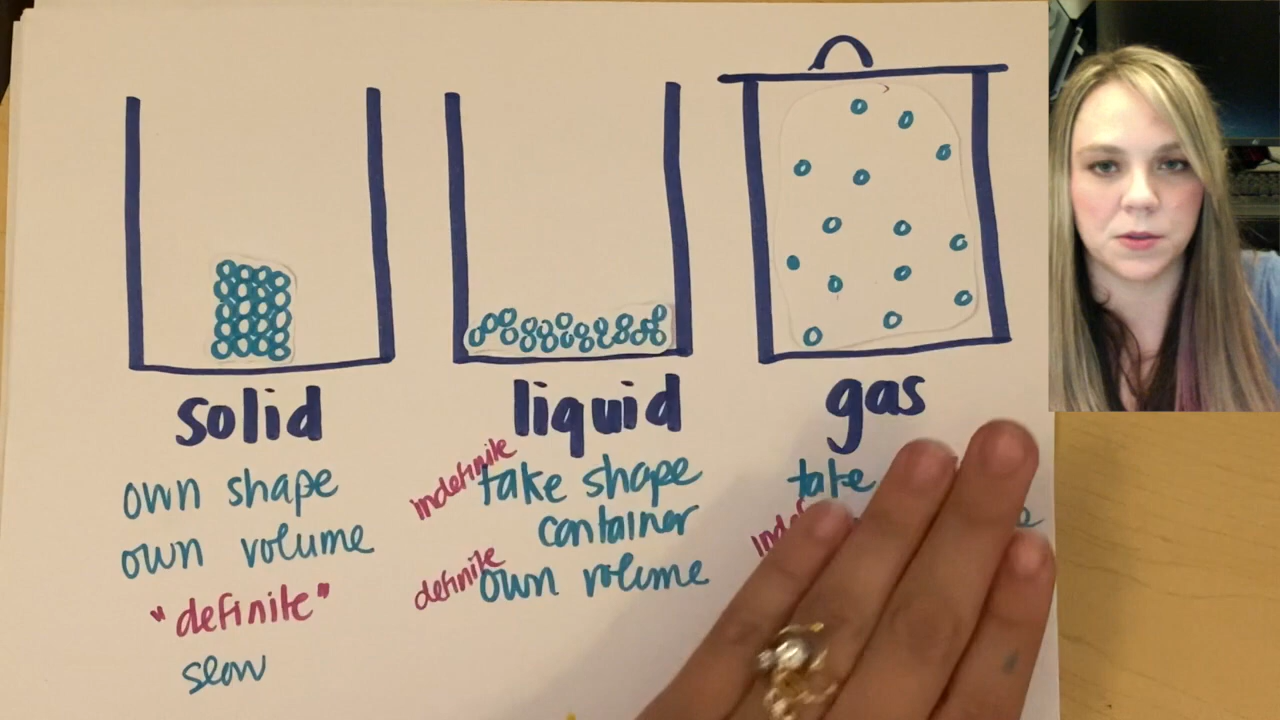 solid
own shape
own volume
"definite"
slow
liquid
indefinite
take shape
container
definite
own volume
gas
take